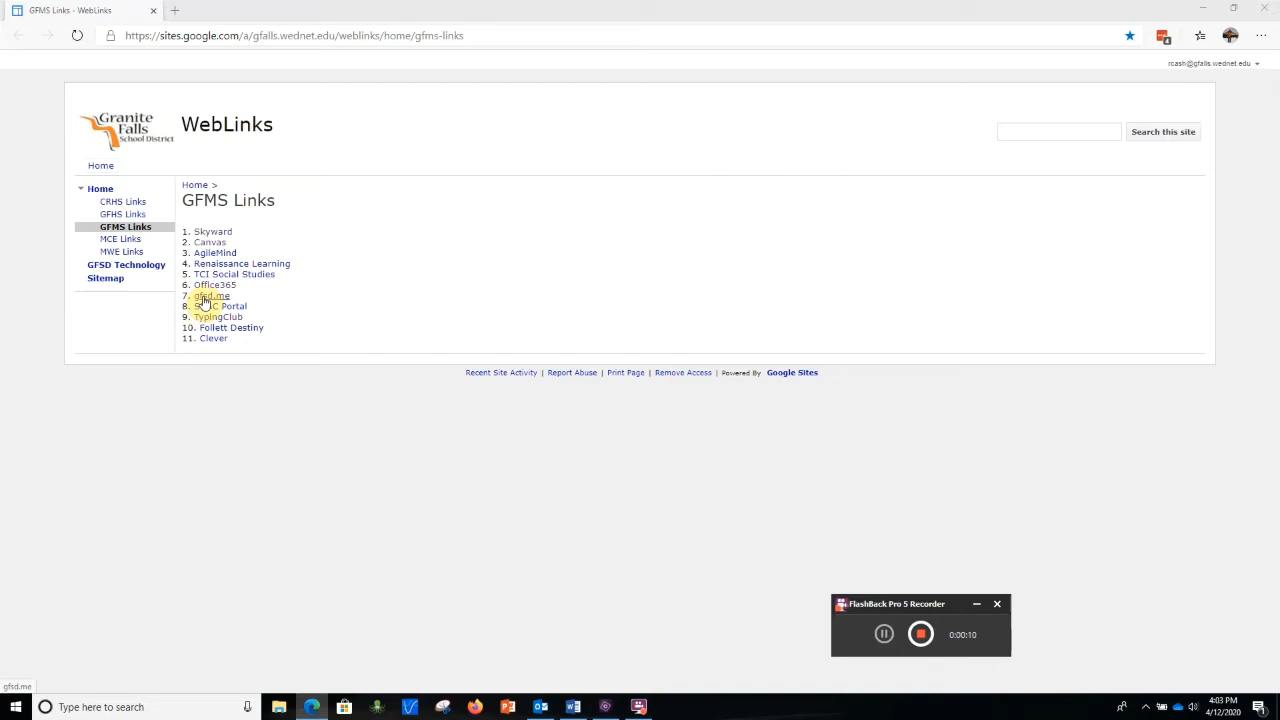 GFMS Links - WebLinks
https://sites.google.com/a/gfalls.wednet.edu/weblinks/home/gfms-links
4
rcash@gfalls.wednet.edu
Granite
Falls
School District
WebLinks
Search this site
Home
Home
CRHS Links
GFHS Links
GFMS Links
MCE Links
MWE Links
GFSD Technology
Sitemap
Home >
GFMS Links
1. Skyward
2. Canvas
3. AgileMind
4. Renaissance Learning
5. TCI Social Studies
6. Office365
7. gfsd.me
8. Portal
9. TypingClub
10. Follett Destiny
11. Clever
Recent Site Activity | Report Abuse | Print Page | Remove Access | Powered By Google Sites
FlashBack Pro 5 Recorder
0:00:10
gfsd.me
Type here to search
4:03 PM
4/12/2020